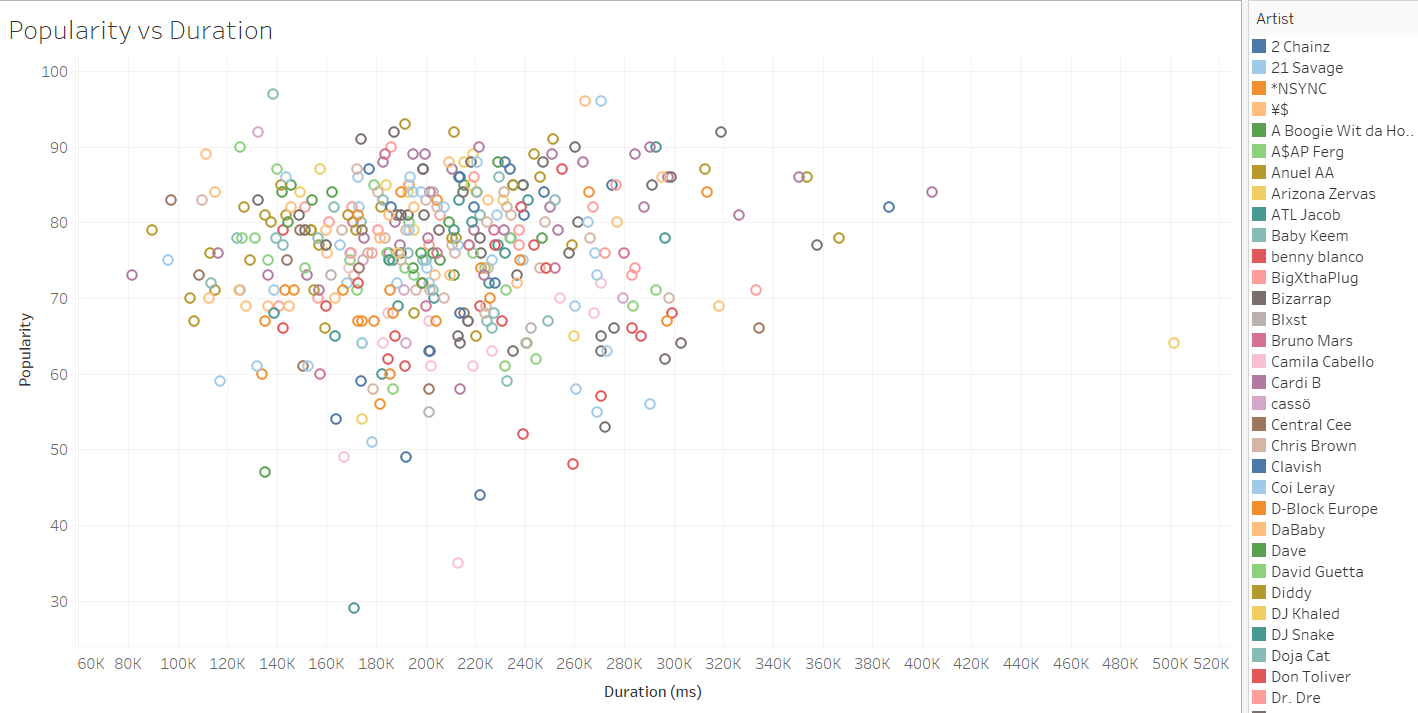 Popularity vs Duration
Artist
100
90
80
70
60
50
40
30
Popularity
60K 80K 100K 120K 140K 160K 180K 200K 220K 240K 260K 280K 300K 320K 340K 360K 380K 400K 420K 440K 460K 480K 500K 520K
Duration (ms)
2 Chainz
21 Savage
*NSYNC
¥$
A Boogie Wit da Ho..
A$AP Ferg
Anuel AA
Arizona Zervas
ATL Jacob
Baby Keem
benny blanco
BigXthaPlug
Bizarrap
Blxst
Bruno Mars
Camila Cabello
Cardi B
cassö
Central Cee
Chris Brown
Clavish
Coi Leray
D-Block Europe
DaBaby
Dave
David Guetta
Diddy
DJ Khaled
DJ Snake
Doja Cat
Don Toliver
Dr. Dre